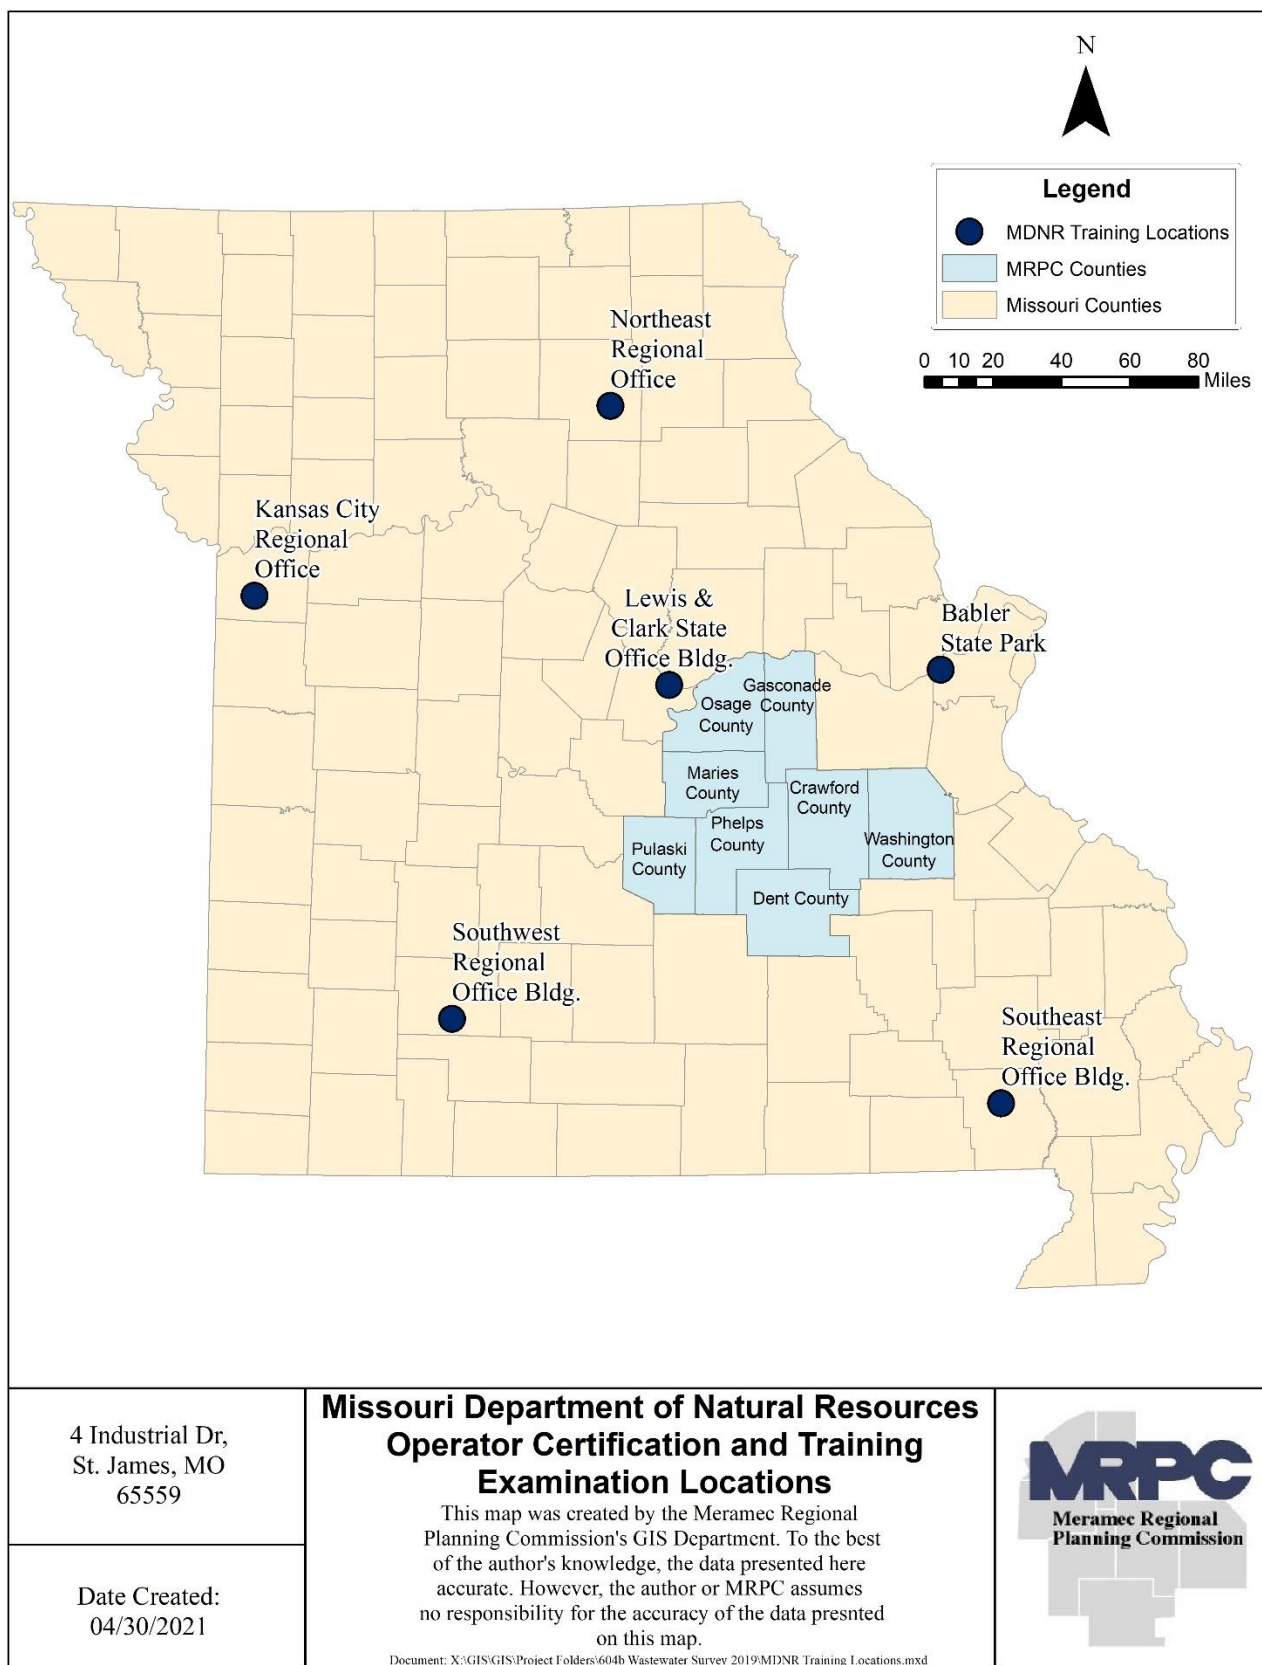 N
Legend
MDNR Training Locations
MRPC Counties
Missouri Counties
0 10 20 40 60 80
Miles
Northeast
Regional
Office
Kansas City
Regional
Office
Lewis &
Clark State
Office Bldg.
Babler
State Park
Gasconade
County
Osage
County
Maries
County
Crawford
County
Phelps
County
Pulaski
County
Washington
County
Dent County
Southwest
Regional
Office Bldg.
Southeast
Regional
Office Bldg.
4 Industrial Dr,
St. James, MO
65559
Date Created:
04/30/2021
Missouri Department of Natural Resources
Operator Certification and Training
Examination Locations
This map was created by the Meramec Regional
Planning Commission's GIS Department. To the best
of the author's knowledge, the data presented here
accurate. However, the author or MRPC assumes
no responsibility for the accuracy of the data presnted
on this map.
Document: X:\GIS\GIS\Project Folders\604b Wastewater Survey 2019\MDNR Training Locations.mxd
MRPC
Meramec Regional
Planning Commission